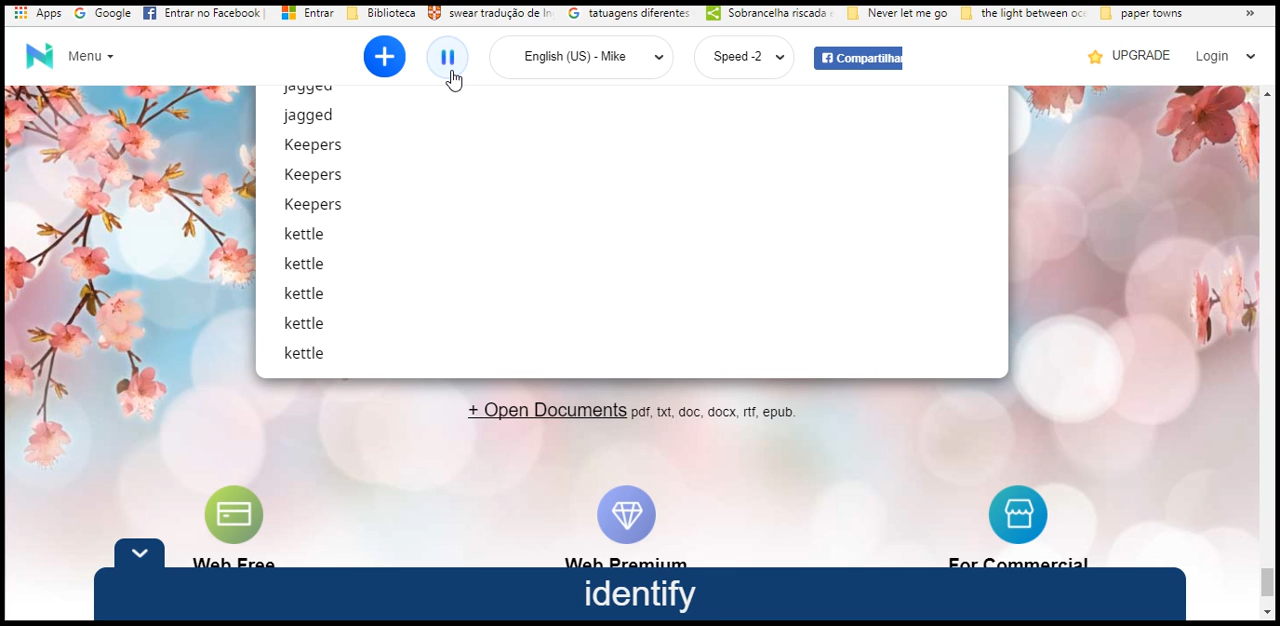 Apps Google Entrar no Facebook Entrar Biblioteca swear tradução de In tatuagens diferentes Sobrancelha riscada Never let me go the light between oce paper towns »
Menu English (US) - Mike Speed -2 Compartilhar UPGRADE Login
jagged
jagged
Keepers
Keepers
Keepers
kettle
kettle
kettle
kettle
kettle
+ Open Documents pdf, txt, doc, docx, rtf, epub.
Web Free Web Premium For Commercial
identify